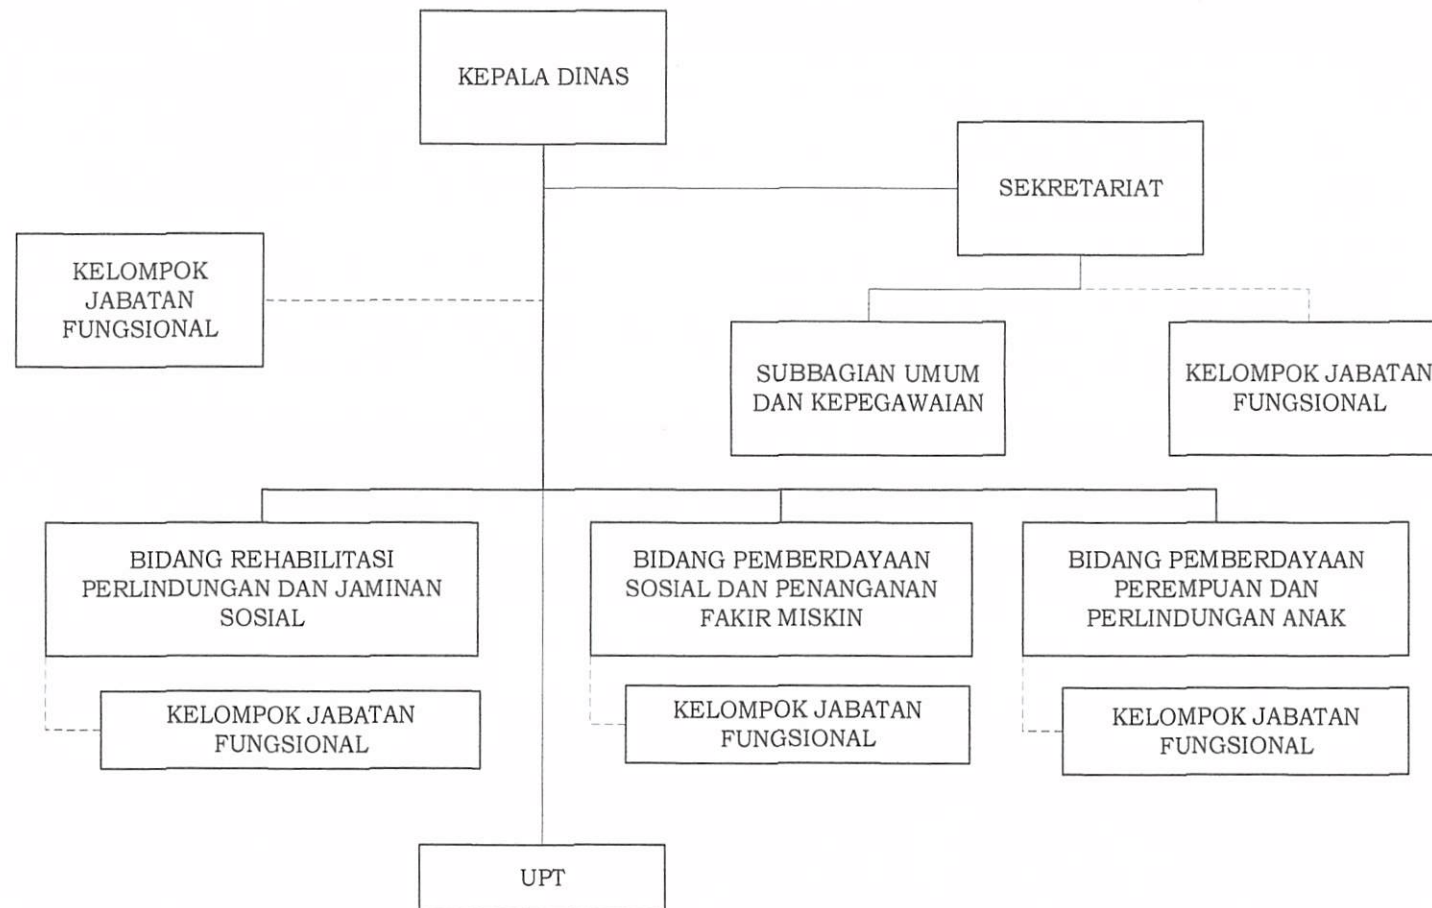 KEPALA DINAS
SEKRETARIAT
KELOMPOK
JABATAN
FUNGSIONAL
SUBBAGIAN UMUM
DAN KEPEGAWAIAN
KELOMPOK JABATAN
FUNGSIONAL
BIDANG REHABILITASI
PERLINDUNGAN DAN JAMINAN
SOSIAL
BIDANG PEMBERDAYAAN
SOSIAL DAN PENANGANAN
FAKIR MISKIN
BIDANG PEMBERDAYAAN
PEREMPUAN DAN
PERLINDUNGAN ANAK
KELOMPOK JABATAN
FUNGSIONAL
KELOMPOK JABATAN
FUNGSIONAL
KELOMPOK JABATAN
FUNGSIONAL
UPT